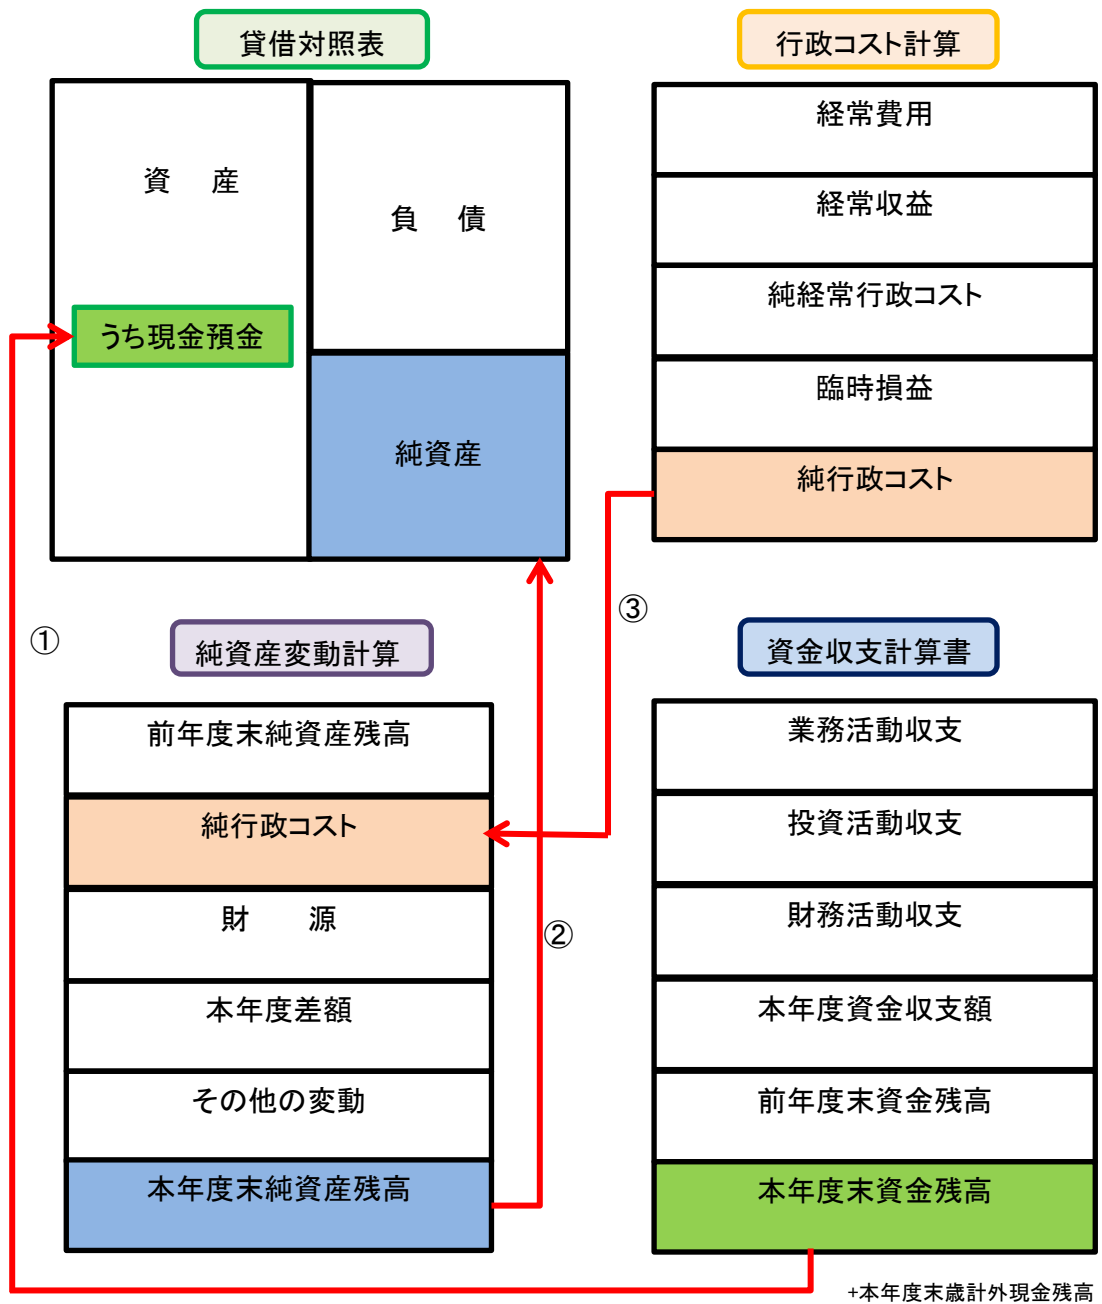 貸借対照表
資　産
うち現金預金
負　債
純資産
行政コスト計算
経常費用
経常収益
純経常行政コスト
臨時損益
純行政コスト
①
②
③
純資産変動計算
前年度末純資産残高
純行政コスト
財　　源
本年度差額
その他の変動
本年度末純資産残高
資金収支計算書
業務活動収支
投資活動収支
財務活動収支
本年度資金収支額
前年度末資金残高
本年度末資金残高
+本年度末歳計外現金残高